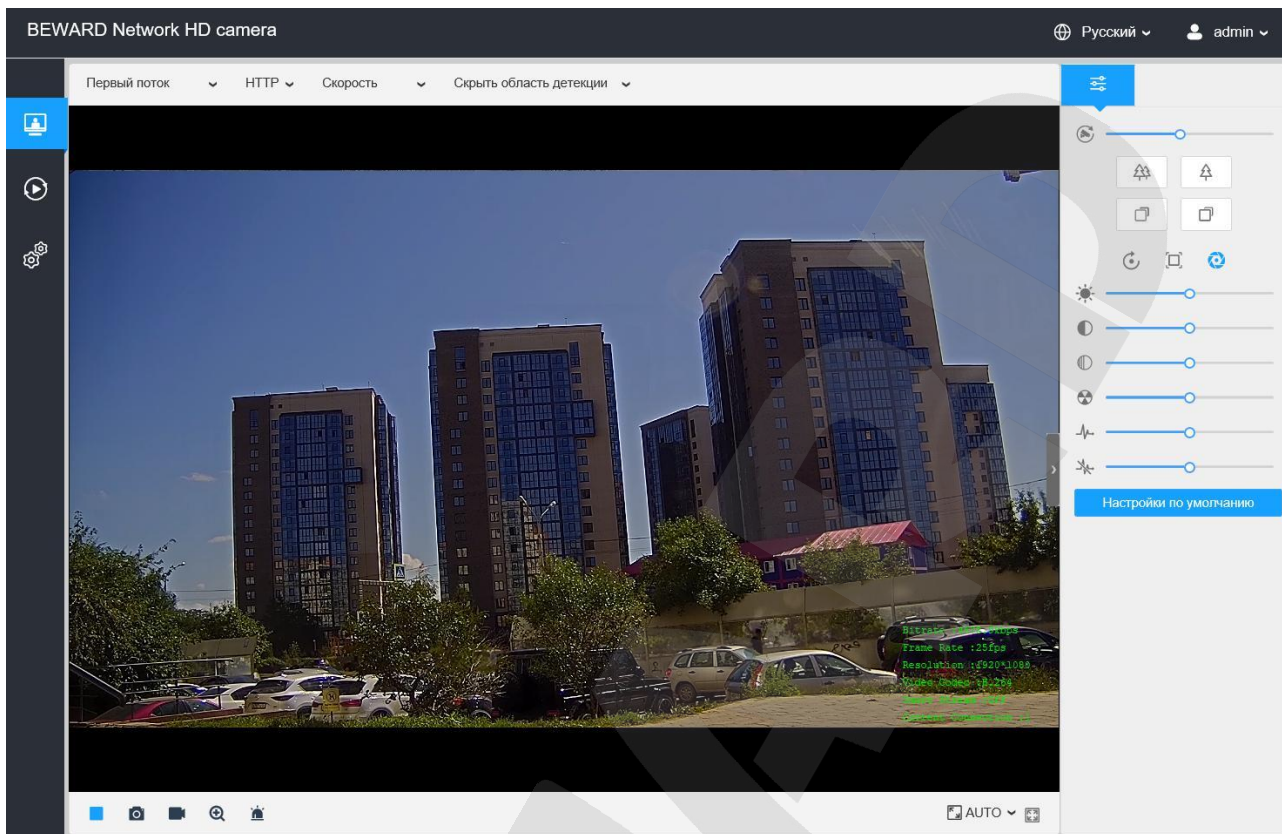 BEWARD Network HD camera
Русский
admin
Первый поток
HTTP
Скорость
Скрыть область детекции
Настройки по умолчанию
Frame Rate :25fps
Resolution :1920*1080
Video Codec :H.264
AUTO